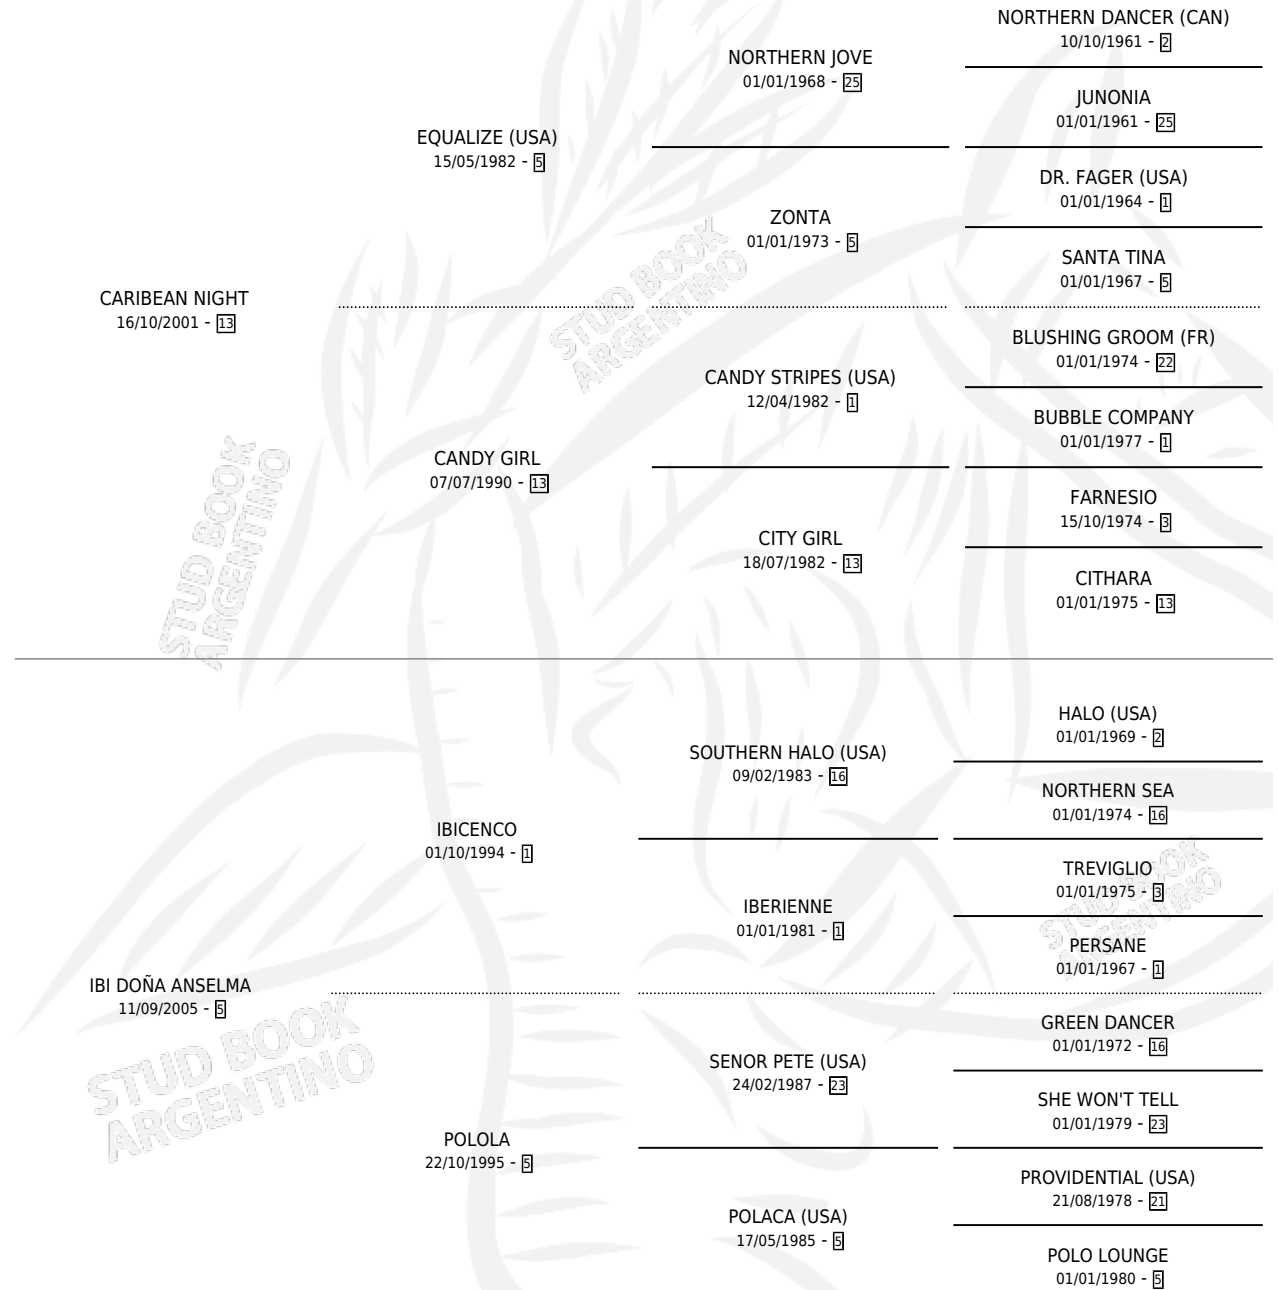 NORTHERN DANCER (CAN)
10/10/1961 - 2
NORTHERN JOVE
01/01/1968 - 25
JUNONIA
01/01/1961 - 25
EQUALIZE (USA)
15/05/1982 - 5
DR. FAGER (USA)
01/01/1964 - 1
ZONTA
01/01/1973 - 5
SANTA TINA
01/01/1967 - 5
CARIBEAN NIGHT
16/10/2001 - 13
STUD BOOK
ARGENTINO
BLUSHING GROOM (FR)
01/01/1974 - 22
CANDY STRIPES (USA)
12/04/1982 - 1
BUBBLE COMPANY
01/01/1977 - 1
CANDY GIRL
07/07/1990 - 13
FARNESIO
15/10/1974 - 3
CITY GIRL
18/07/1982 - 13
CITHARA
01/01/1975 - 13
STUD BOOK
ARGENTINO
HALO (USA)
01/01/1969 - 2
SOUTHERN HALO (USA)
09/02/1983 - 16
NORTHERN SEA
01/01/1974 - 16
IBICENCO
01/10/1994 - 1
TREVIGLIO
01/01/1975 - 3
IBERIENNE
01/01/1981 - 1
PERSANE
01/01/1967 - 1
STUD BOOK
ARGENTINO
IBI DOÑA ANSELMA
11/09/2005 - 5
GREEN DANCER
01/01/1972 - 16
SENOR PETE (USA)
24/02/1987 - 23
SHE WON'T TELL
01/01/1979 - 23
STUD BOOK
ARGENTINO
POLOLA
22/10/1995 - 5
PROVIDENTIAL (USA)
21/08/1978 - 21
POLACA (USA)
17/05/1985 - 5
POLO LOUNGE
01/01/1980 - 5